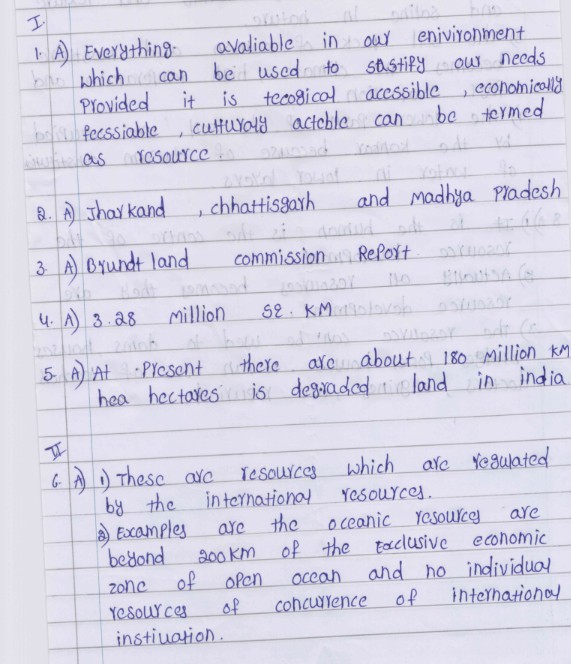 I.
1. A) Everything avaliable in our enivironment
which can be used to sastify our needs
Provided it is tecogical accssible , economically
fecssiable , cutturaly acteble can be termed
as rosource
2. A) Jharkand , chhattisgarh and Madhya Pradesh
3 A) Brundt land commission Report
4. A) 3.28 Million SQ. KM
5. A) At Present there are about 180 Million KM
hea hectares is degraded land in india
II
6. A) 1) These are resources which are regulated
by the international resources.
2) Examples are the oceanic resources are
beyond 200km of the Exclusive economic
zone of open ocean and no individual
resources of concurrence of international
instiuation.